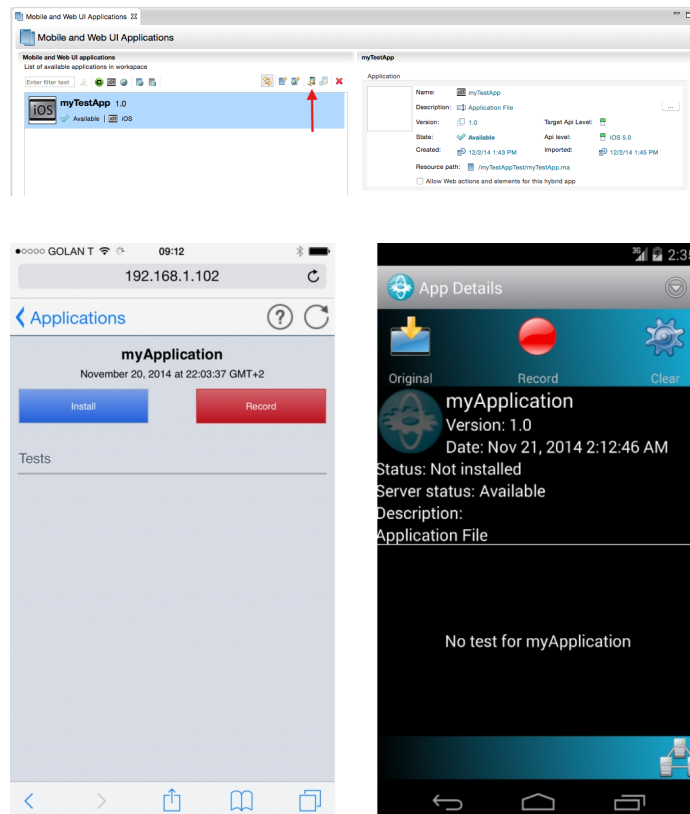 Mobile and Web UI Applications
Mobile and Web UI Applications
Mobile and Web UI applications
List of available applications in workspace
Enter filter text
iOS
myTestApp 1.0
Available | iOS
myTestApp
Application
Name: myTestApp
Description: Application File
...
Version: 1.0
Target Api Level:
State: Available
Api level: iOS 5.0
Created: 12/2/14 1:43 PM
Imported: 12/2/14 1:45 PM
Resource path: /myTestAppTest/myTestApp.ma
Allow Web actions and elements for this hybrid app
GOLAN T 09:12
192.168.1.102
Applications ?
myApplication
November 20, 2014 at 22:03:37 GMT+2
Install Record
Tests
3G 2:35
App Details
Original Record Clear
myApplication
Version: 1.0
Date: Nov 21, 2014 2:12:46 AM
Status: Not installed
Server status: Available
Description:
Application File
No test for myApplication